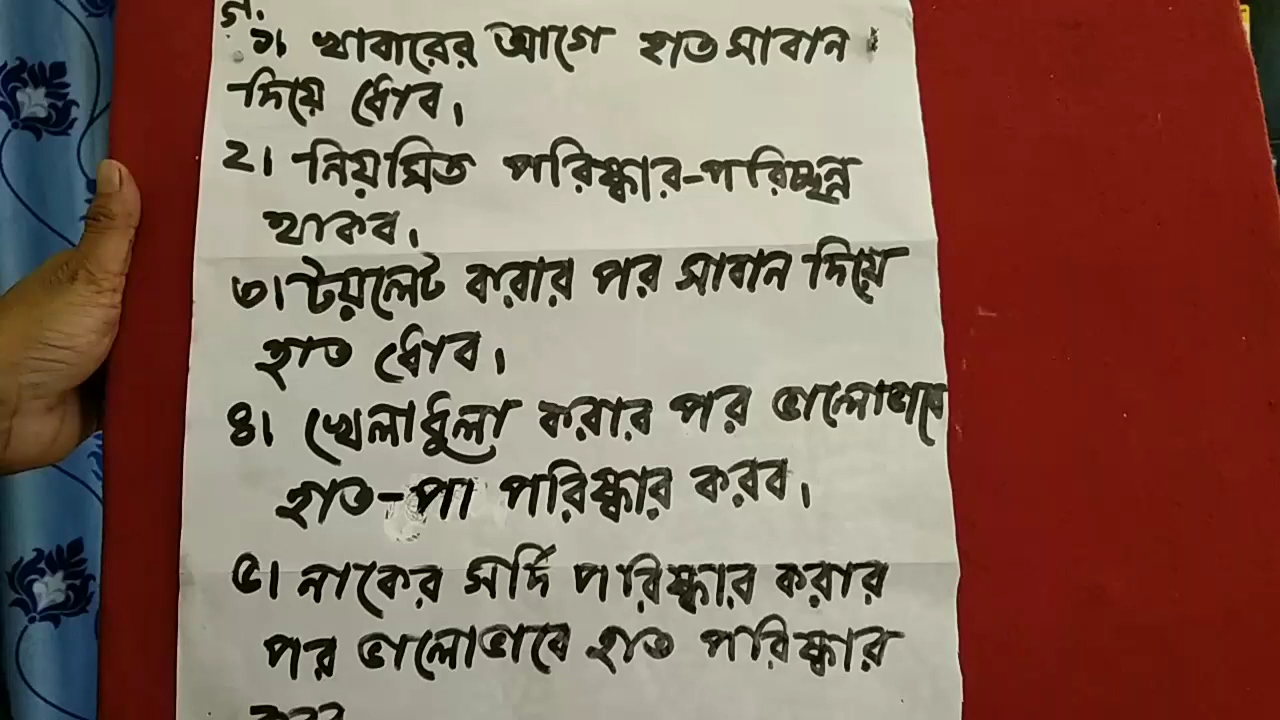 গ.
১। খাবারের আগে হাত সাবান
দিয়ে ধোব।
২। নিয়মিত পরিষ্কার-পরিচ্ছন্ন
থাকব।
৩। টয়লেট করার পর সাবান দিয়ে
হাত ধোব।
৪। খেলাধুলা করার পর ভালোভাবে
হাত-পা পরিষ্কার করব।
৫। নাকের সর্দি পরিষ্কার করার
পর ভালোভাবে হাত পরিষ্কার
করব